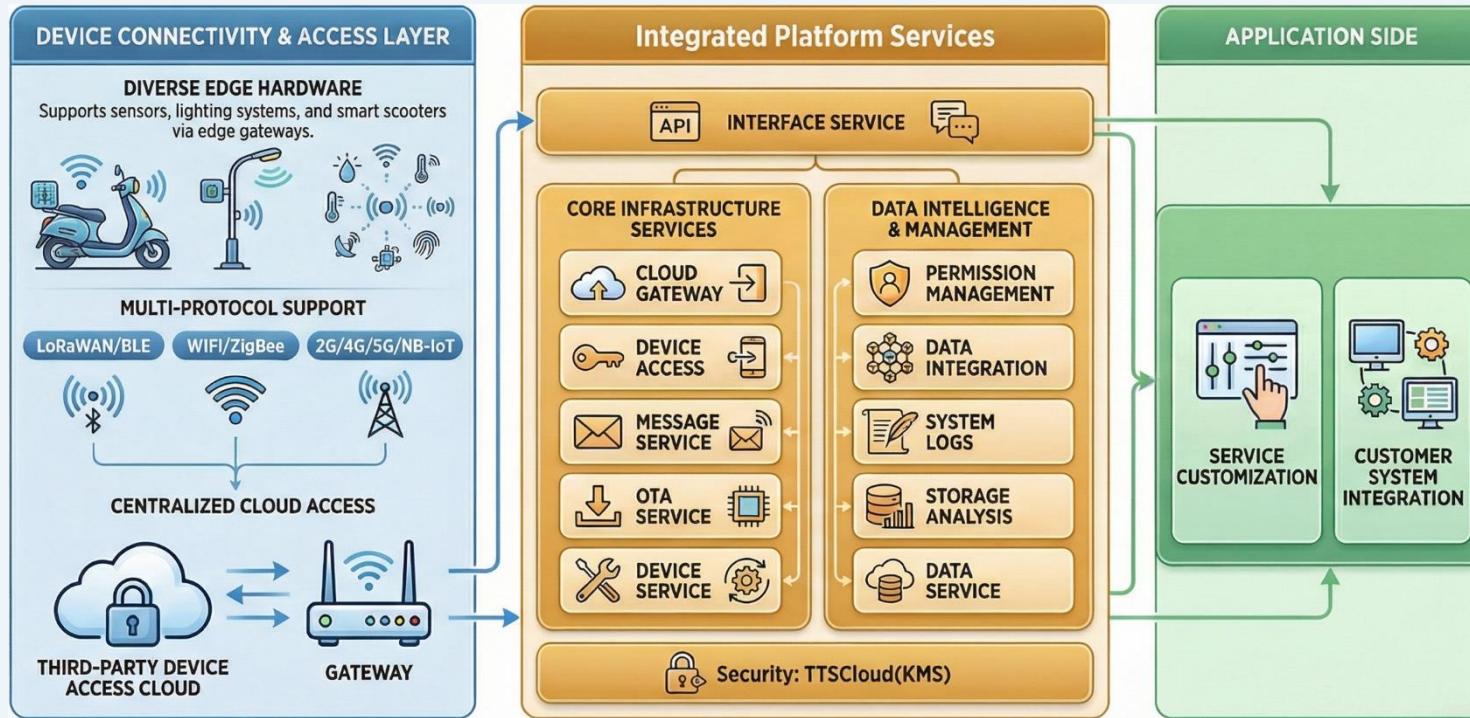 DEVICE CONNECTIVITY & ACCESS LAYER
DIVERSE EDGE HARDWARE
Supports sensors, lighting systems, and smart scooters
via edge gateways.
MULTI-PROTOCOL SUPPORT
LoRaWAN/BLE
WIFI/ZigBee
2G/4G/5G/NB-IoT
CENTRALIZED CLOUD ACCESS
THIRD-PARTY DEVICE
ACCESS CLOUD
GATEWAY
Integrated Platform Services
API
INTERFACE SERVICE
CORE INFRASTRUCTURE
SERVICES
CLOUD
GATEWAY
DEVICE
ACCESS
MESSAGE
SERVICE
OTA
SERVICE
DEVICE
SERVICE
DATA INTELLIGENCE
& MANAGEMENT
PERMISSION
MANAGEMENT
DATA
INTEGRATION
SYSTEM
LOGS
STORAGE
ANALYSIS
DATA
SERVICE
Security: TTSCloud(KMS)
APPLICATION SIDE
SERVICE
CUSTOMIZATION
CUSTOMER
SYSTEM
INTEGRATION